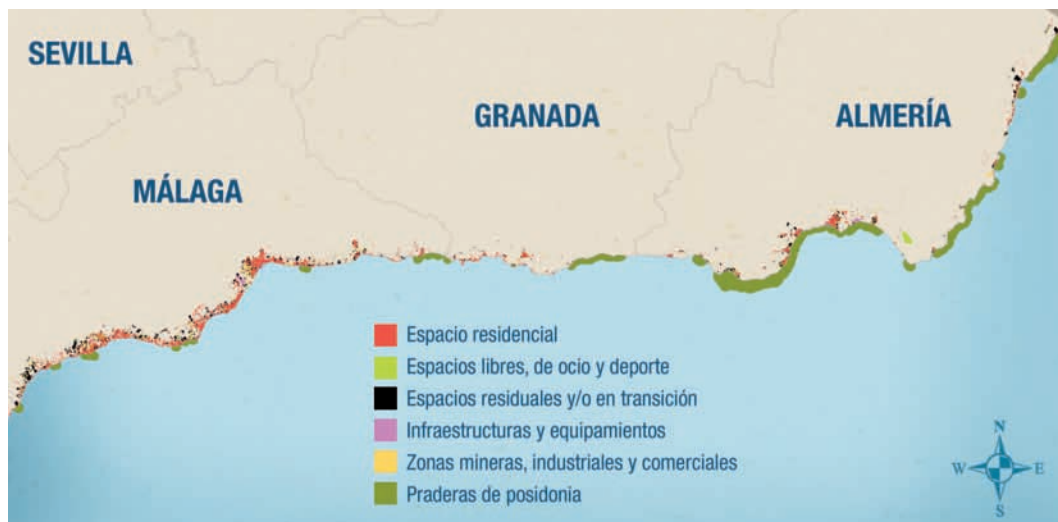 SEVILLA
GRANADA
ALMERÍA
MÁLAGA
Espacio residencial
Espacios libres, de ocio y deporte
Espacios residuales y/o en transición
Infraestructuras y equipamientos
Zonas mineras, industriales y comerciales
Praderas de posidonia
N
W E
S